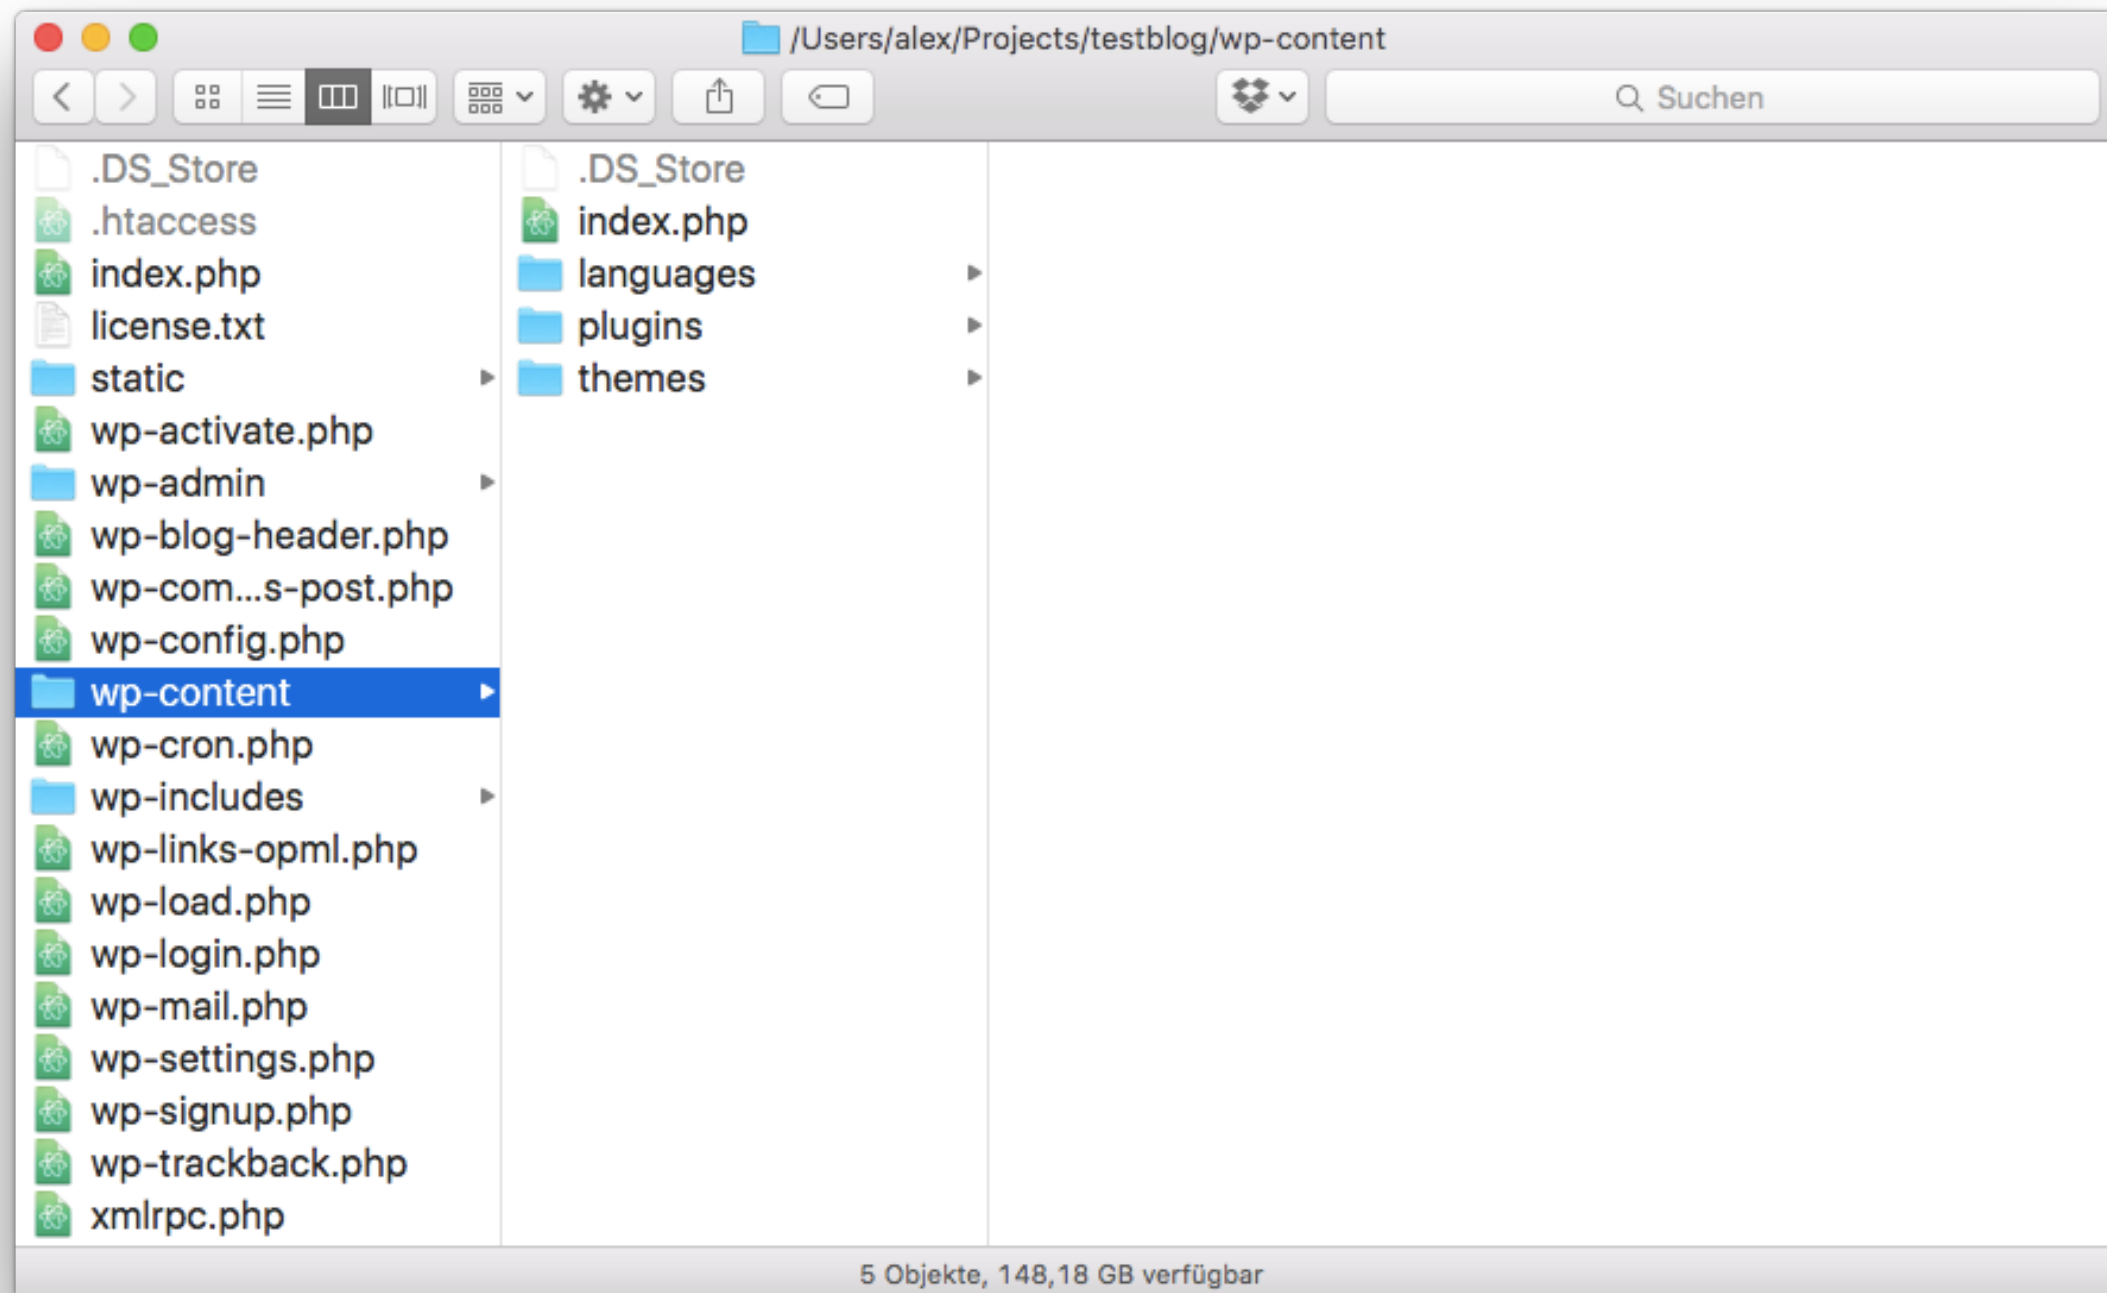 /Users/alex/Projects/testblog/wp-content
Suchen
.DS_Store
.htaccess
index.php
license.txt
static
wp-activate.php
wp-admin
wp-blog-header.php
wp-com...s-post.php
wp-config.php
wp-content
wp-cron.php
wp-includes
wp-links-opml.php
wp-load.php
wp-login.php
wp-mail.php
wp-settings.php
wp-signup.php
wp-trackback.php
xmlrpc.php
.DS_Store
index.php
languages
plugins
themes
5 Objekte, 148,18 GB verfügbar